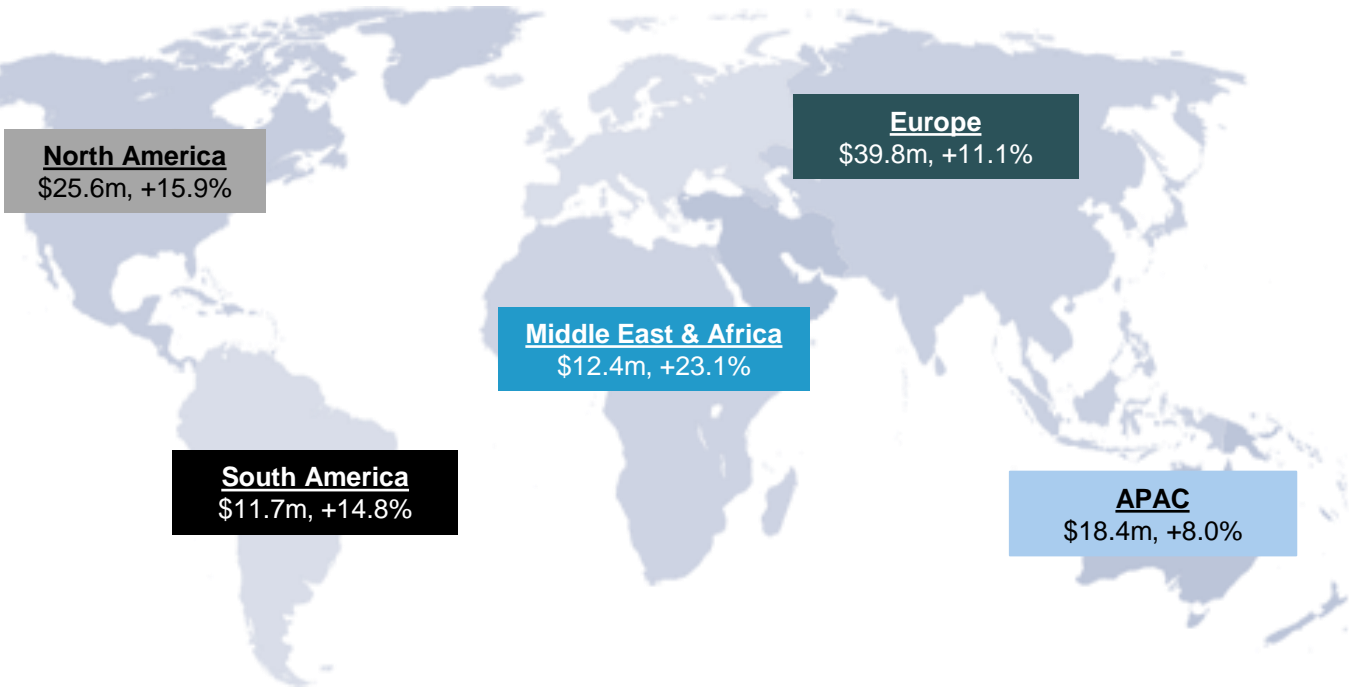 North America
$25.6m, +15.9%
Europe
$39.8m, +11.1%
Middle East & Africa
$12.4m, +23.1%
South America
$11.7m, +14.8%
APAC
$18.4m, +8.0%